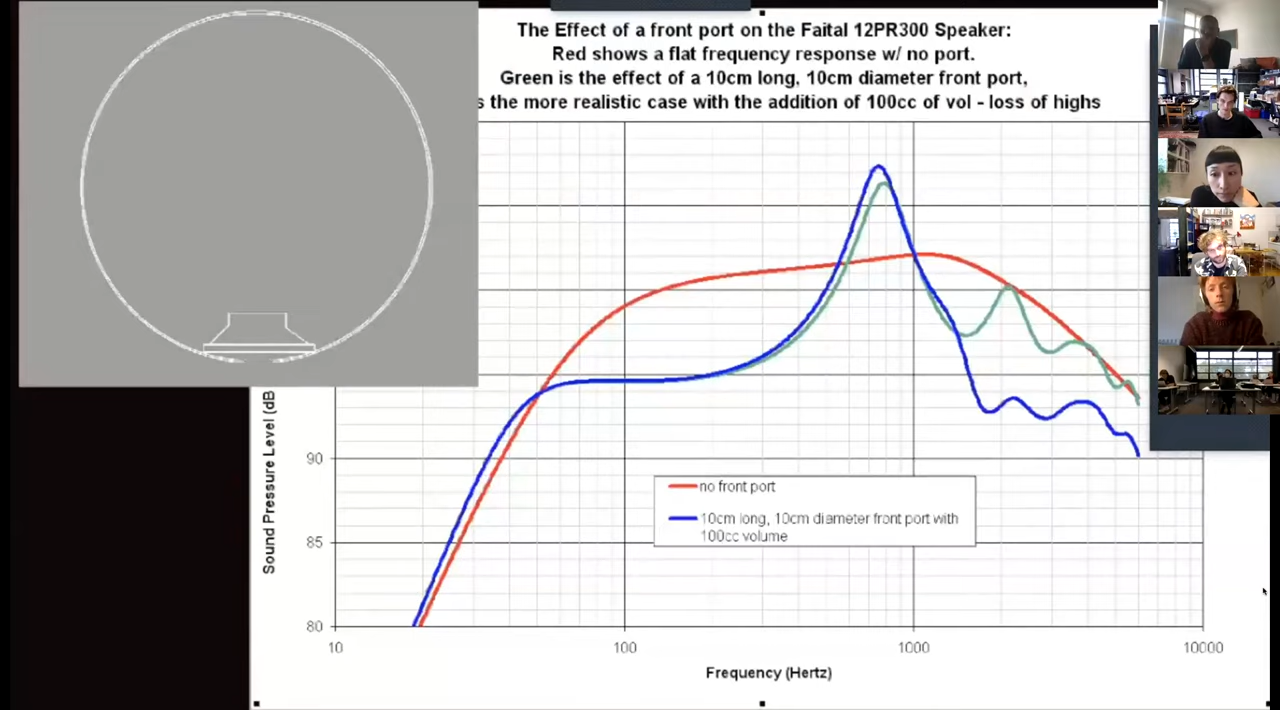 The Effect of a front port on the Faital 12PR300 Speaker:
Red shows a flat frequency response w/ no port.
Green is the effect of a 10cm long, 10cm diameter front port,
s the more realistic case with the addition of 100cc of vol - loss of highs
Sound Pressure Level (dB
90
85
80
no front port
10cm long, 10cm diameter front port with
100cc volume
10
100
1000
10000
Frequency (Hertz)